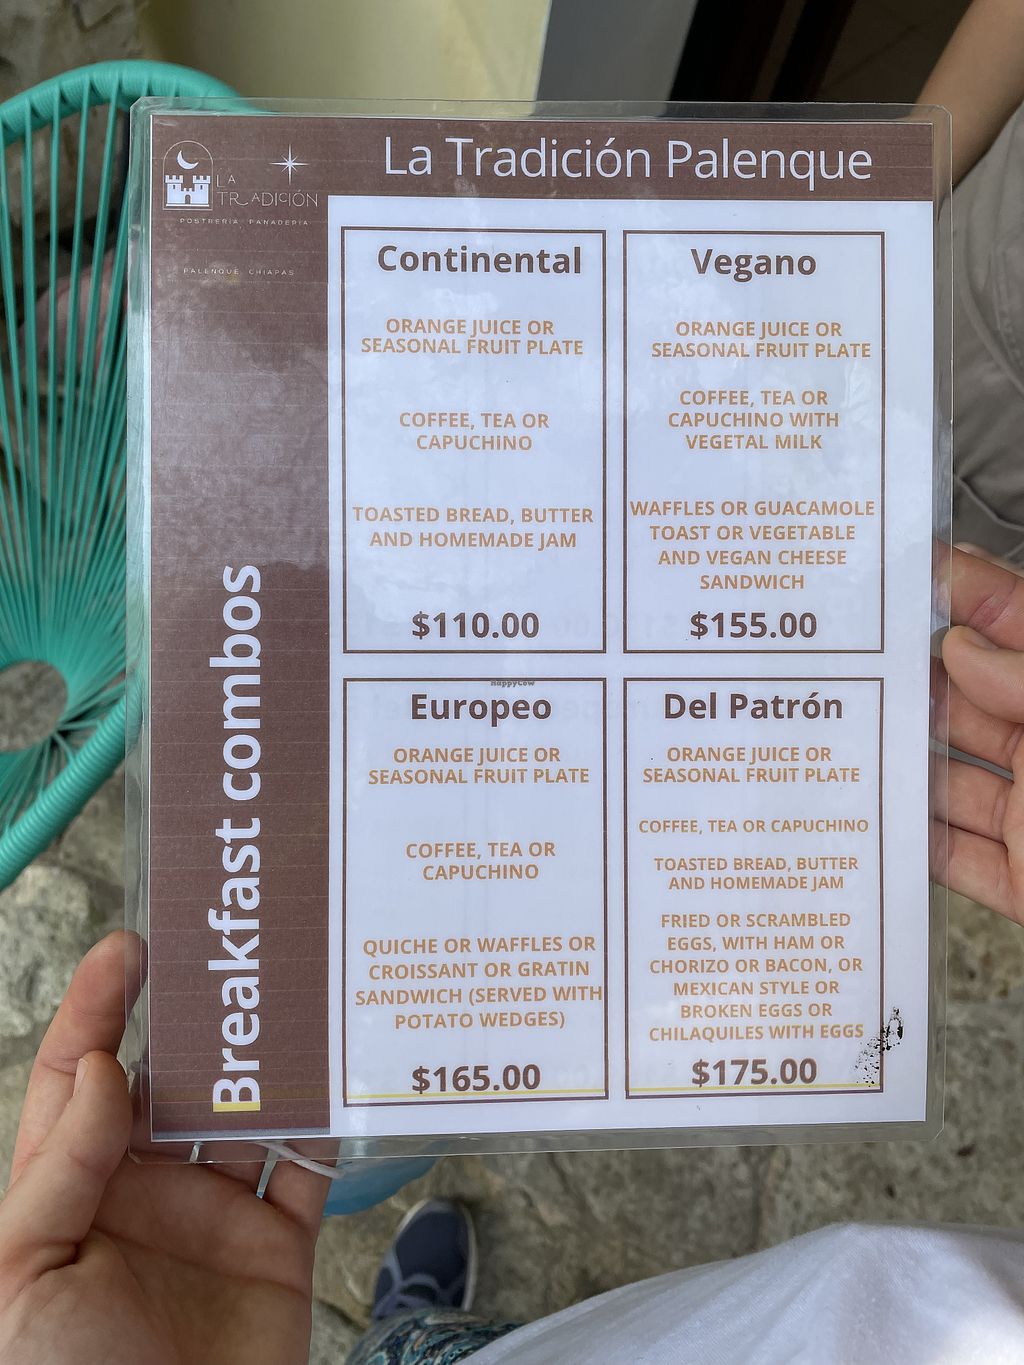 La Tradición Palenque
LA
TRADICIÓN
POSTRERÍA PANADERÍA
PALENQUE CHIAPAS
Breakfast combos
Continental
ORANGE JUICE OR
SEASONAL FRUIT PLATE
COFFEE, TEA OR
CAPUCHINO
TOASTED BREAD, BUTTER
AND HOMEMADE JAM
$110.00
Vegano
ORANGE JUICE OR
SEASONAL FRUIT PLATE
COFFEE, TEA OR
CAPUCHINO WITH
VEGETAL MILK
WAFFLES OR GUACAMOLE
TOAST OR VEGETABLE
AND VEGAN CHEESE
SANDWICH
$155.00
HappyCow
Europeo
ORANGE JUICE OR
SEASONAL FRUIT PLATE
COFFEE, TEA OR
CAPUCHINO
QUICHE OR WAFFLES OR
CROISSANT OR GRATIN
SANDWICH (SERVED WITH
POTATO WEDGES)
$165.00
Del Patrón
ORANGE JUICE OR
SEASONAL FRUIT PLATE
COFFEE, TEA OR CAPUCHINO
TOASTED BREAD, BUTTER
AND HOMEMADE JAM
FRIED OR SCRAMBLED
EGGS, WITH HAM OR
CHORIZO OR BACON, OR
MEXICAN STYLE OR
BROKEN EGGS OR
CHILAQUILES WITH EGGS
$175.00